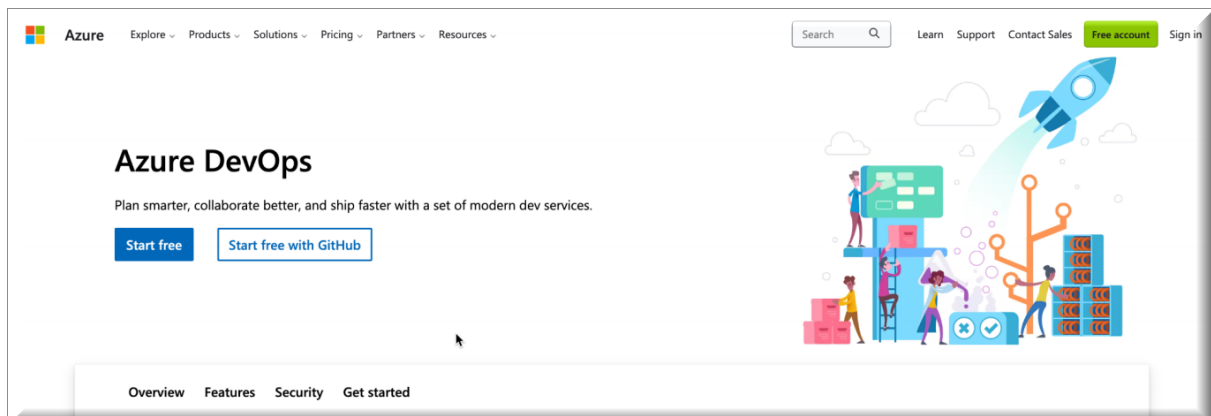 Azure Explore Products Solutions Pricing Partners Resources Search Learn Support Contact Sales Free account Sign in
Azure DevOps
Plan smarter, collaborate better, and ship faster with a set of modern dev services.
Start free Start free with GitHub
Overview Features Security Get started